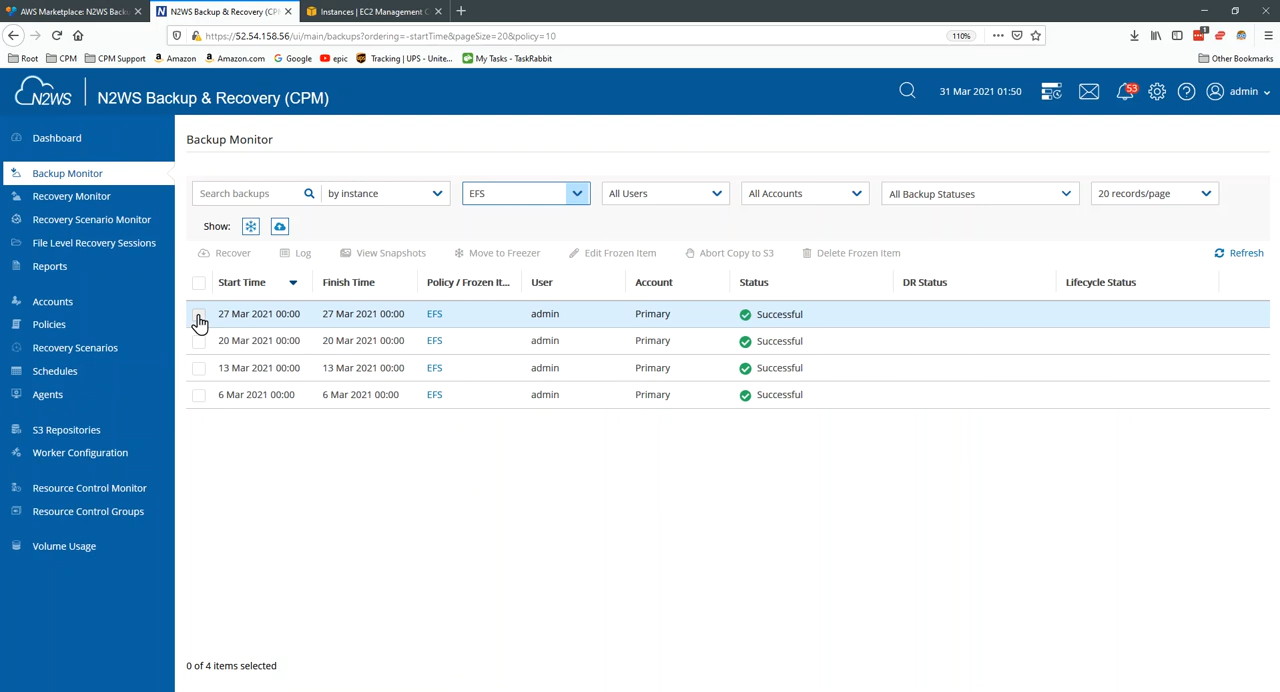 AWS Marketplace: N2WS Back
N2WS Backup & Recovery (CP
Instances | EC2 Management C
https://52.54.158.56/ui/main/backups?ordering=-startTime&pageSize=20&policy=10
110%
1
Root
CPM
CPM Support
Amazon
Amazon.com
Google
epic
Tracking | UPS - Unite...
My Tasks - TaskRabbit
Other Bookmarks
N2WS
N2WS Backup & Recovery (CPM)
31 Mar 2021 01:50
53
admin
Dashboard
Backup Monitor
Recovery Monitor
Recovery Scenario Monitor
File Level Recovery Sessions
Reports
Accounts
Policies
Recovery Scenarios
Schedules
Agents
S3 Repositories
Worker Configuration
Resource Control Monitor
Resource Control Groups
Volume Usage
Backup Monitor
Search backups
by instance
EFS
All Users
All Accounts
All Backup Statuses
20 records/page
Show:
Recover
Log
View Snapshots
Move to Freezer
Edit Frozen Item
Abort Copy to S3
Delete Frozen Item
Refresh
Start Time Finish Time Policy / Frozen It... User Account Status DR Status Lifecycle Status
27 Mar 2021 00:00 27 Mar 2021 00:00 EFS admin Primary Successful
20 Mar 2021 00:00 20 Mar 2021 00:00 EFS admin Primary Successful
13 Mar 2021 00:00 13 Mar 2021 00:00 EFS admin Primary Successful
6 Mar 2021 00:00 6 Mar 2021 00:00 EFS admin Primary Successful
0 of 4 items selected